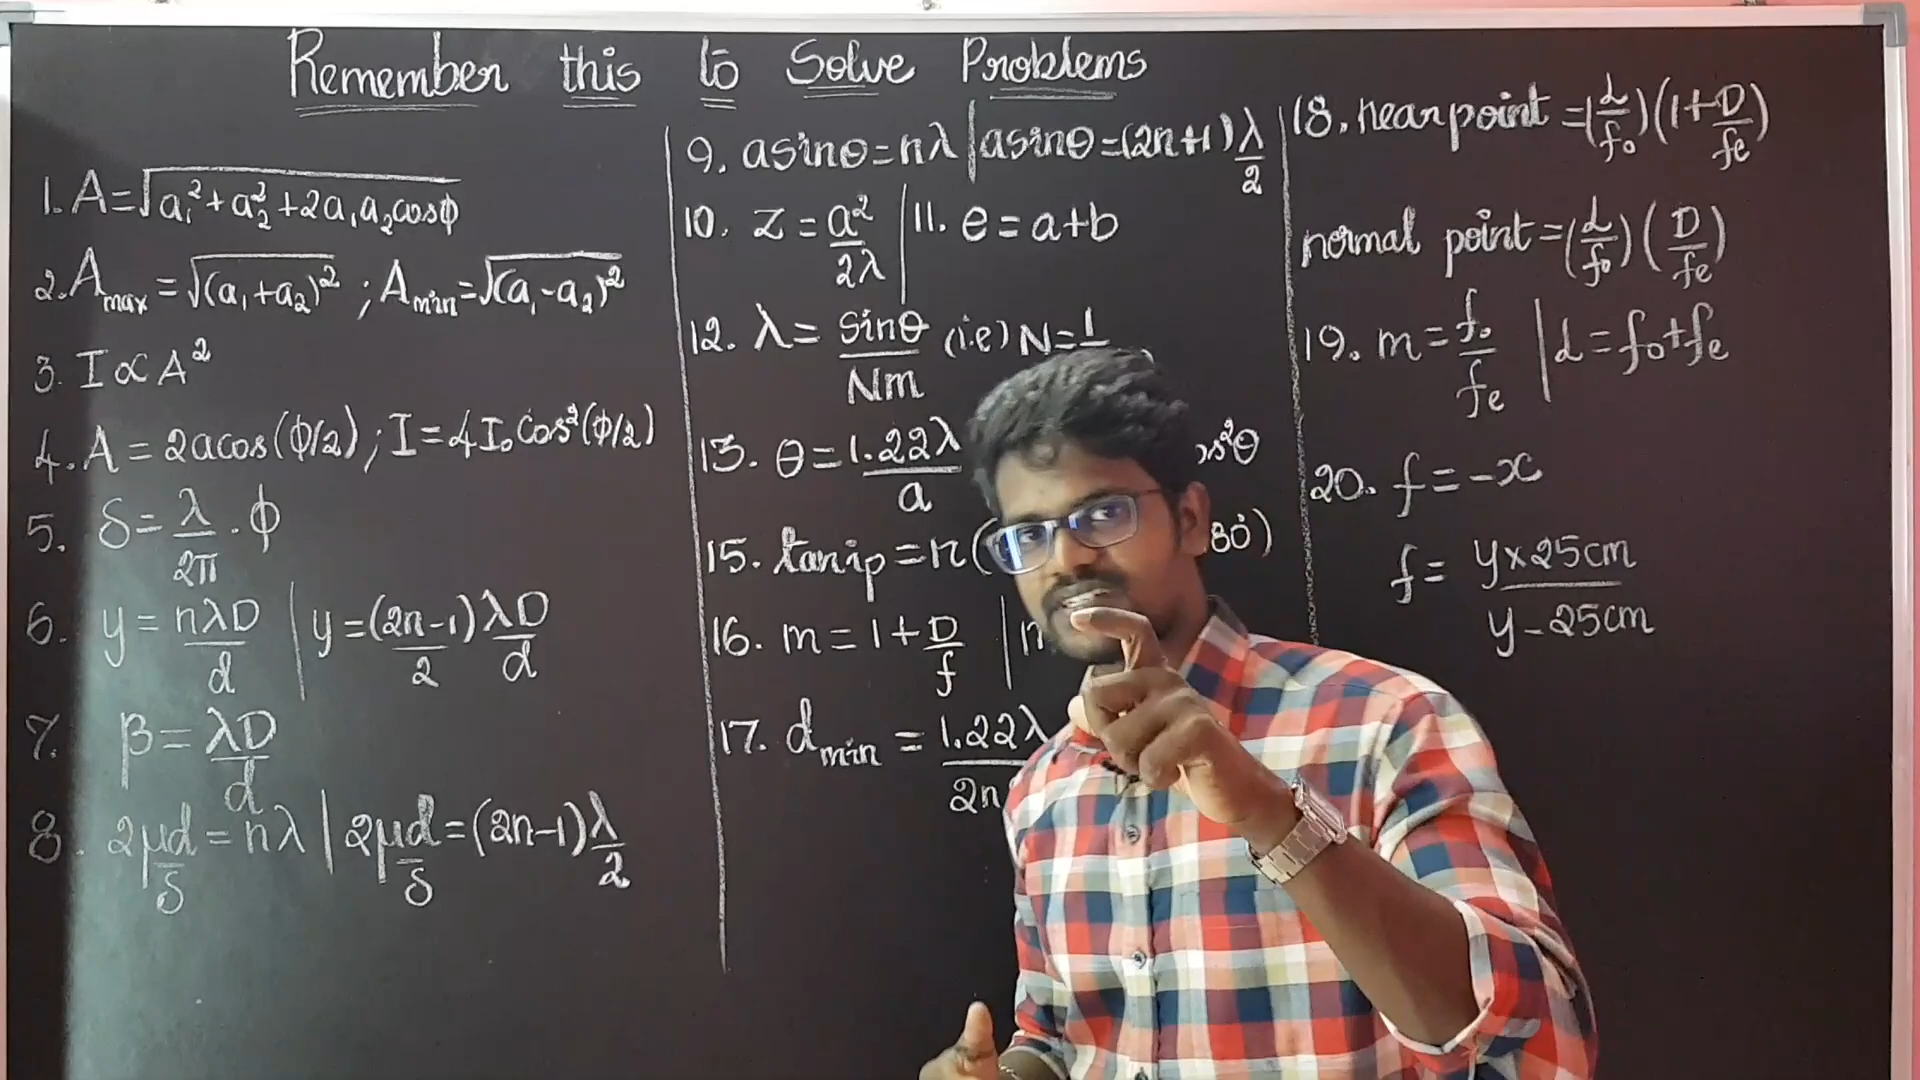 Remember this to Solve Problems
1. A=√a₁²+a₂²+2a₁a₂cosϕ
2. Amax = √(a₁+a₂)² ; Amin=√(a₁-a₂)²
3. I ∝ A²
4. A = 2acos(ϕ/2) ; I = 4I₀Cos²(ϕ/2)
5. δ = λ/2π . ϕ
6. y = nλD/d | y = (2n-1)/2 λD/d
7. β = λD/d
8. 2μd/δ = nλ | 2μd/δ = (2n-1)λ/2
9. asinθ=nλ | asinθ=(2n+1)λ/2
10. Z = a²/2λ | 11. e = a+b
12. λ = sinθ/Nm (i.e) N=1
13. θ = 1.22λ/a s²θ
15. tanip = n( 80°)
16. m = 1 + D/f |
17. dmin = 1.22λ/2n
18. near point = (L/f₀)(1+D/fe)
normal point = (L/f₀)(D/fe)
19. m = f₀/fe | L = f₀+fe
20. f = -x
f = y×25cm/y-25cm